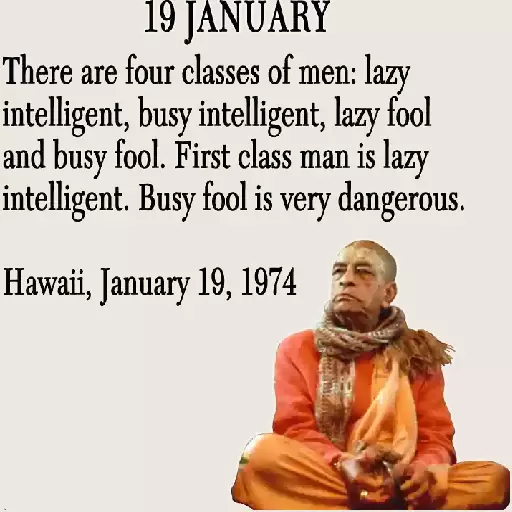 19 JANUARY
There are four classes of men: lazy
intelligent, busy intelligent, lazy fool
and busy fool. First class man is lazy
intelligent. Busy fool is very dangerous.
Hawaii, January 19, 1974